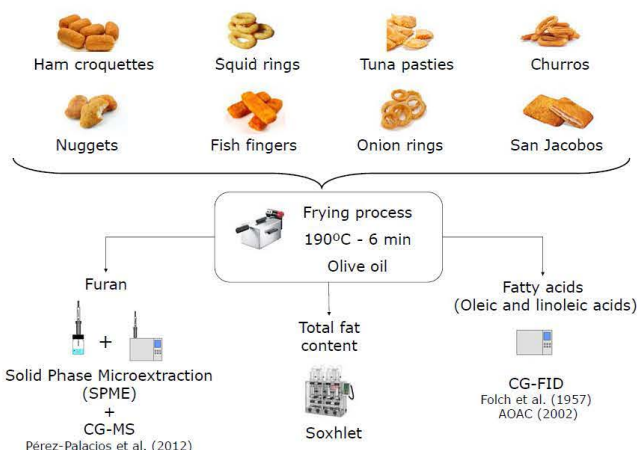 Ham croquettes
Squid rings
Tuna pasties
Churros
Nuggets
Fish fingers
Onion rings
San Jacobos
Frying process
190ºC - 6 min
Olive oil
Furan
+
Solid Phase Microextraction
(SPME)
+
CG-MS
Pérez-Palacios et al. (2012)
Total fat
content
Soxhlet
Fatty acids
(Oleic and linoleic acids)
CG-FID
Folch et al. (1957)
AOAC (2002)